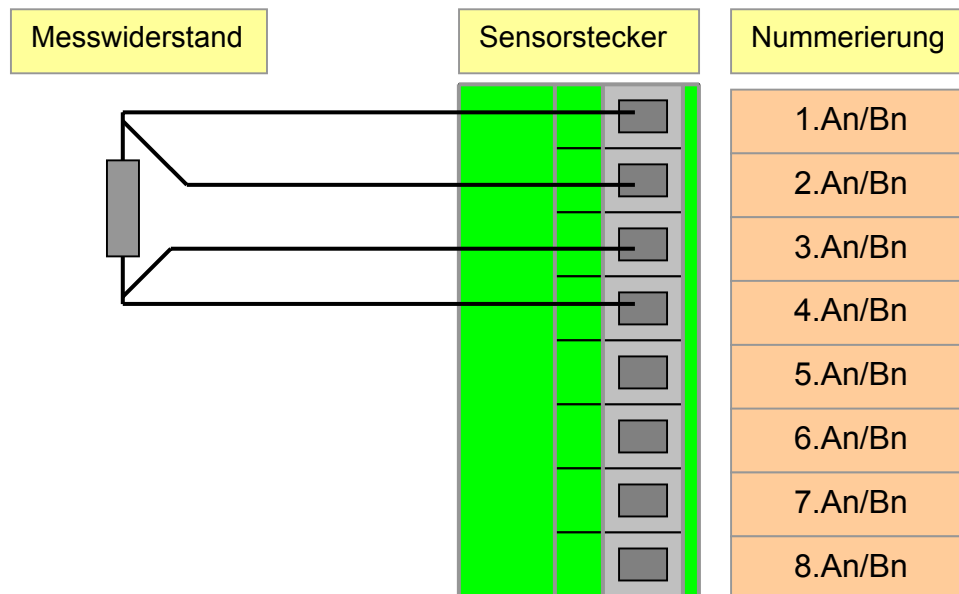 Messwiderstand
Sensorstecker
Nummerierung
1.An/Bn
2.An/Bn
3.An/Bn
4.An/Bn
5.An/Bn
6.An/Bn
7.An/Bn
8.An/Bn